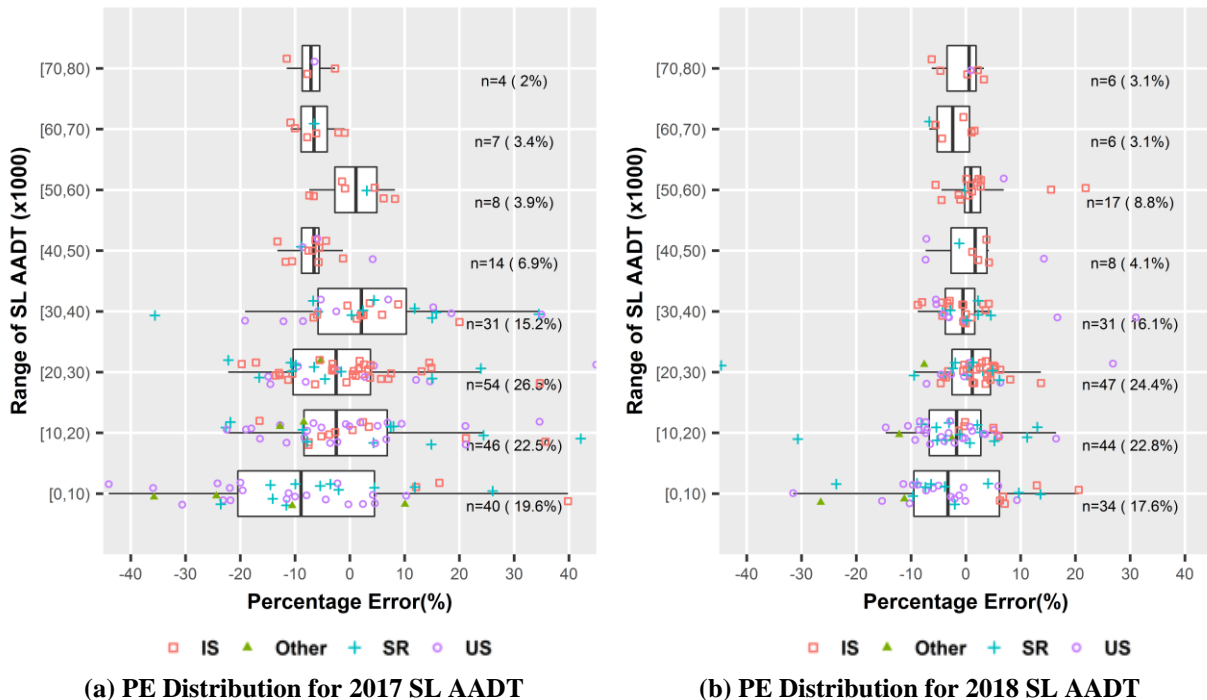 Range of SL AADT (x1000)
[70,80)
[60,70)
[50,60)
[40,50)
[30,40)
[20,30)
[10,20)
[0,10)
n=4 ( 2%)
n=7 ( 3.4%)
n=8 ( 3.9%)
n=14 ( 6.9%)
n=31 ( 15.2%)
n=54 ( 26.5%)
n=46 ( 22.5%)
n=40 ( 19.6%)
-40 -30 -20 -10 0 10 20 30 40
Percentage Error(%)
IS Other SR US
(a) PE Distribution for 2017 SL AADT
Range of SL AADT (x1000)
[70,80)
[60,70)
[50,60)
[40,50)
[30,40)
[20,30)
[10,20)
[0,10)
n=6 ( 3.1%)
n=6 ( 3.1%)
n=17 ( 8.8%)
n=8 ( 4.1%)
n=31 ( 16.1%)
n=47 ( 24.4%)
n=44 ( 22.8%)
n=34 ( 17.6%)
-40 -30 -20 -10 0 10 20 30 40
Percentage Error(%)
IS Other SR US
(b) PE Distribution for 2018 SL AADT